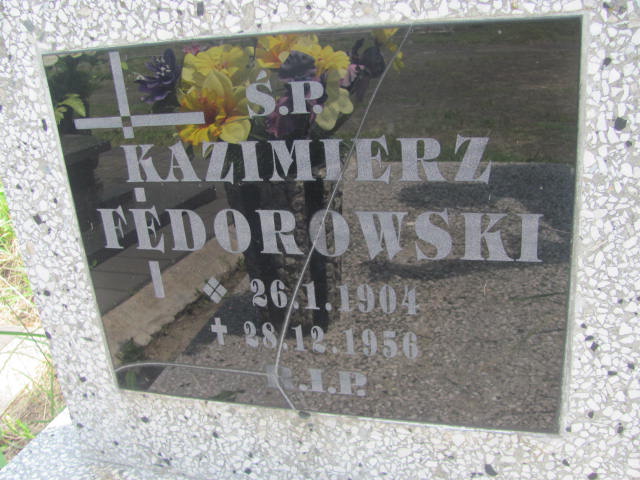 Ś.P.
KAZIMIERZ
FEDOROWSKI
26.1.1904
28.12.1956
R.I.P.